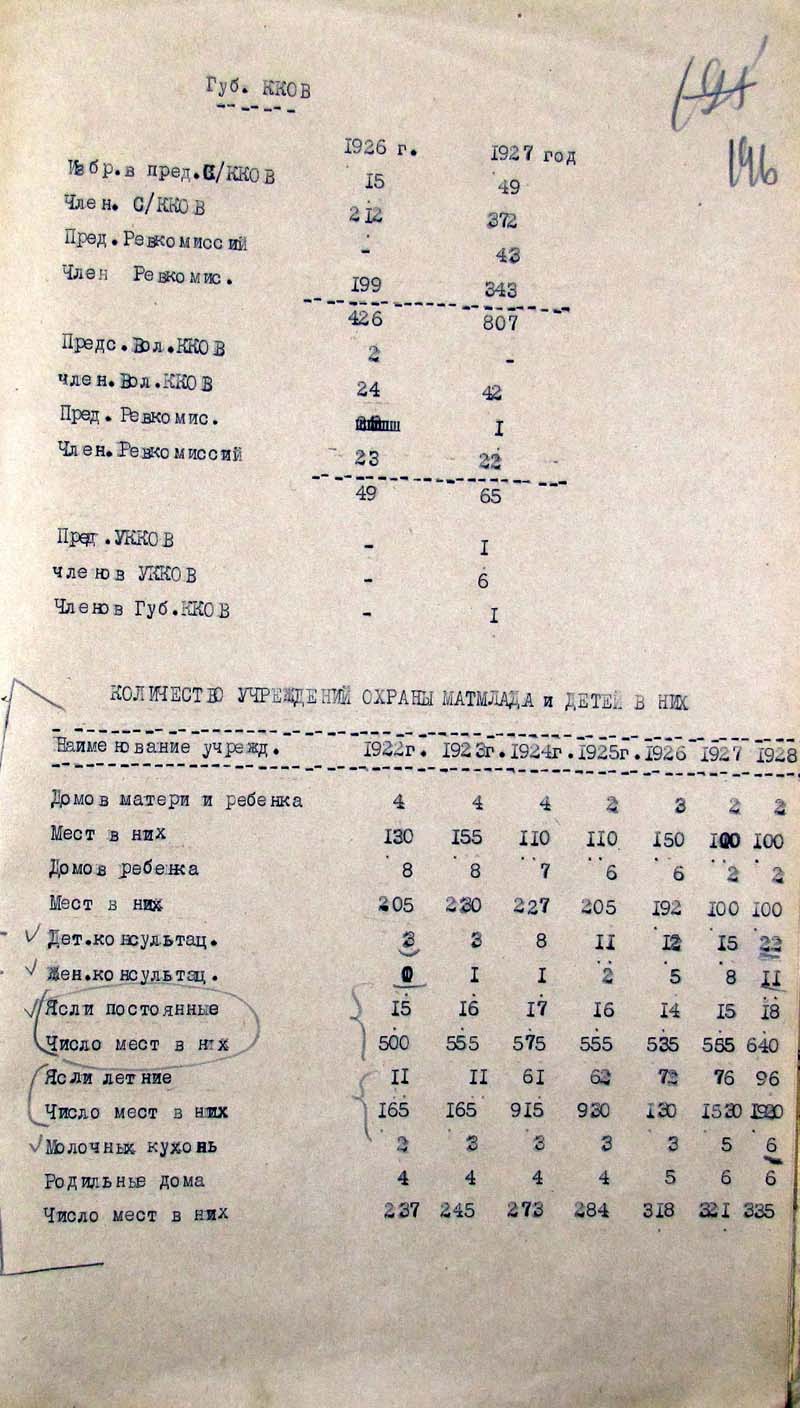 Губ. ККОВ
1926 г. 1927 год
Избр.в пред.С/ККОВ 15 49
Член. С/ККОВ 212 372
Пред.Ревкомиссий - 43
Член Ревкомис. 199 343
426 807
Предс.Вол.ККОВ 2 -
член.Вол.ККОВ 24 42
Пред. Ревкомис. I
Член.Ревкомиссий 23 22
49 65
Пред.УККОВ - I
членов УККОВ - 6
Членов Губ.ККОВ - I
196
КОЛИЧЕСТВО УЧРЕЖДЕНИЙ ОХРАНЫ МАТМЛАДА и ДЕТЕЙ В НИХ
Наименование учрежд. 1922г. 1923г. 1924г. 1925г. 1926 1927 1928
Домов матери и ребенка 4 4 4 2 3 2 2
Мест в них 130 155 110 110 150 100 100
Домов ребенка 8 8 7 6 6 2 2
Мест в них 205 230 227 205 192 100 100
Дет.консультац. 3 3 8 II 12 15 22
Жен.консультац. 0 I I 2 5 8 II
Ясли постоянные 15 16 17 16 14 15 18
Число мест в них 500 555 575 555 535 565 640
Ясли летние II II 61 62 72 76 96
Число мест в них 165 165 915 930 130 1530 1920
Молочных кухонь 2 3 3 3 3 5 6
Родильные дома 4 4 4 4 5 6 6
Число мест в них 237 245 273 284 318 321 335